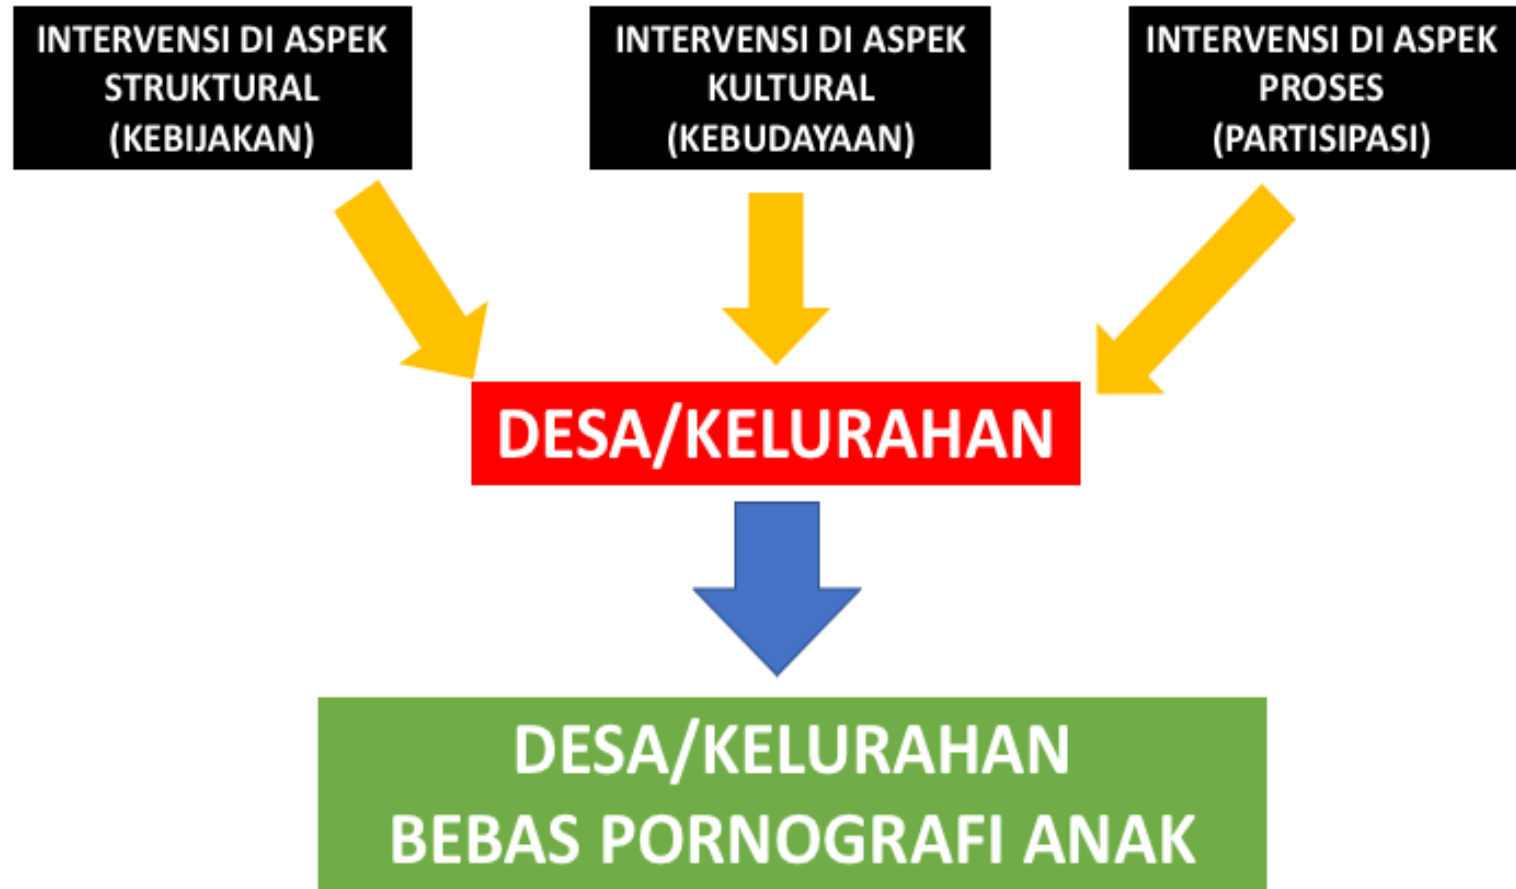 INTERVENSI DI ASPEK
STRUKTURAL
(KEBIJAKAN)
INTERVENSI DI ASPEK
KULTURAL
(KEBUDAYAAN)
INTERVENSI DI ASPEK
PROSES
(PARTISIPASI)
DESA/KELURAHAN
DESA/KELURAHAN
BEBAS PORNOGRAFI ANAK